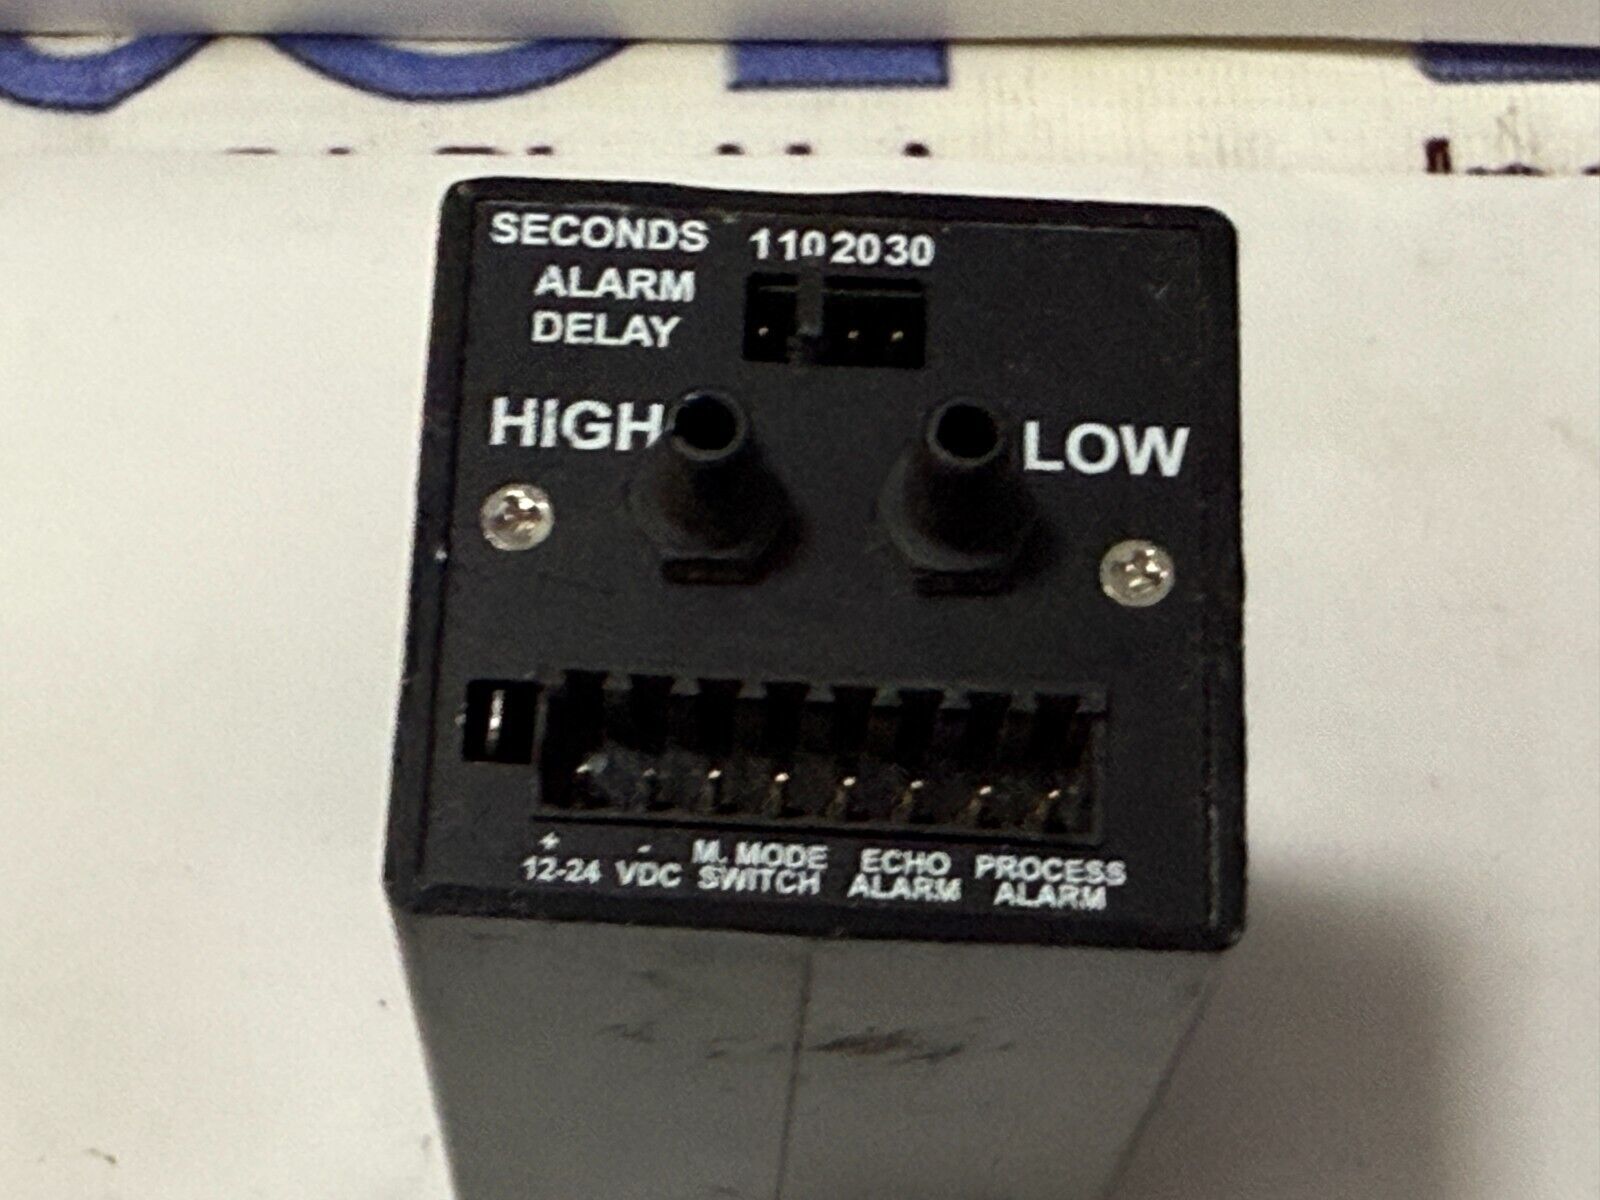 SECONDS 1 10 20 30
ALARM
DELAY
HIGH LOW
+ -
12-24 VDC
M. MODE
SWITCH
ECHO
ALARM
PROCESS
ALARM